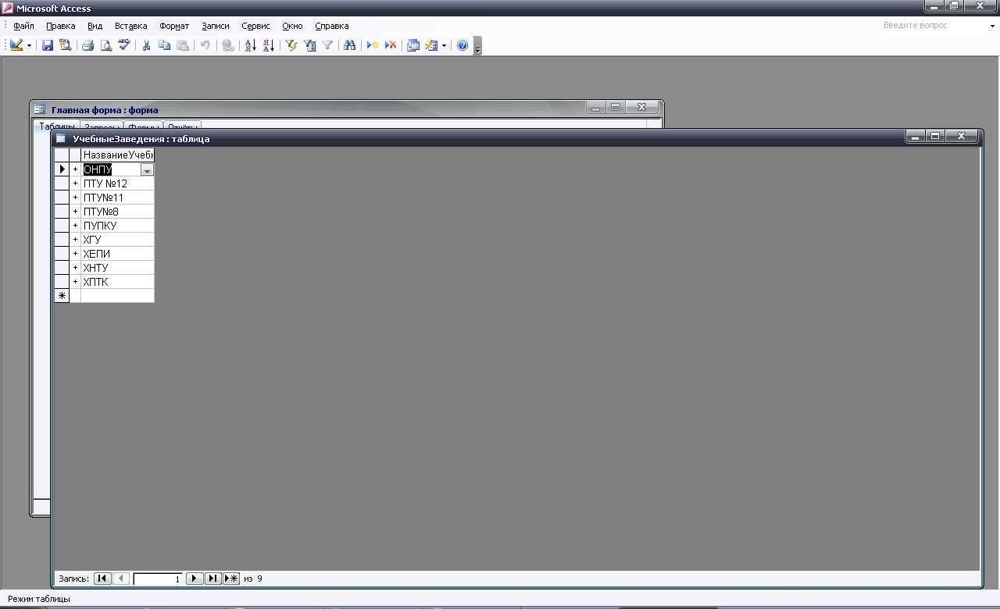 Microsoft Access
Файл Правка Вид Вставка Формат Записи Сервис Окно Справка Введите вопрос
Главная форма : форма
Таблицы Запросы Формы Отчёты
УчебныеЗаведения : таблица
НазваниеУчебн
ОНПУ
ПТУ №12
ПТУ№11
ПТУ№8
ПУПКУ
ХГУ
ХЕПИ
ХНТУ
ХПТК
Запись: 1 из 9
Режим таблицы